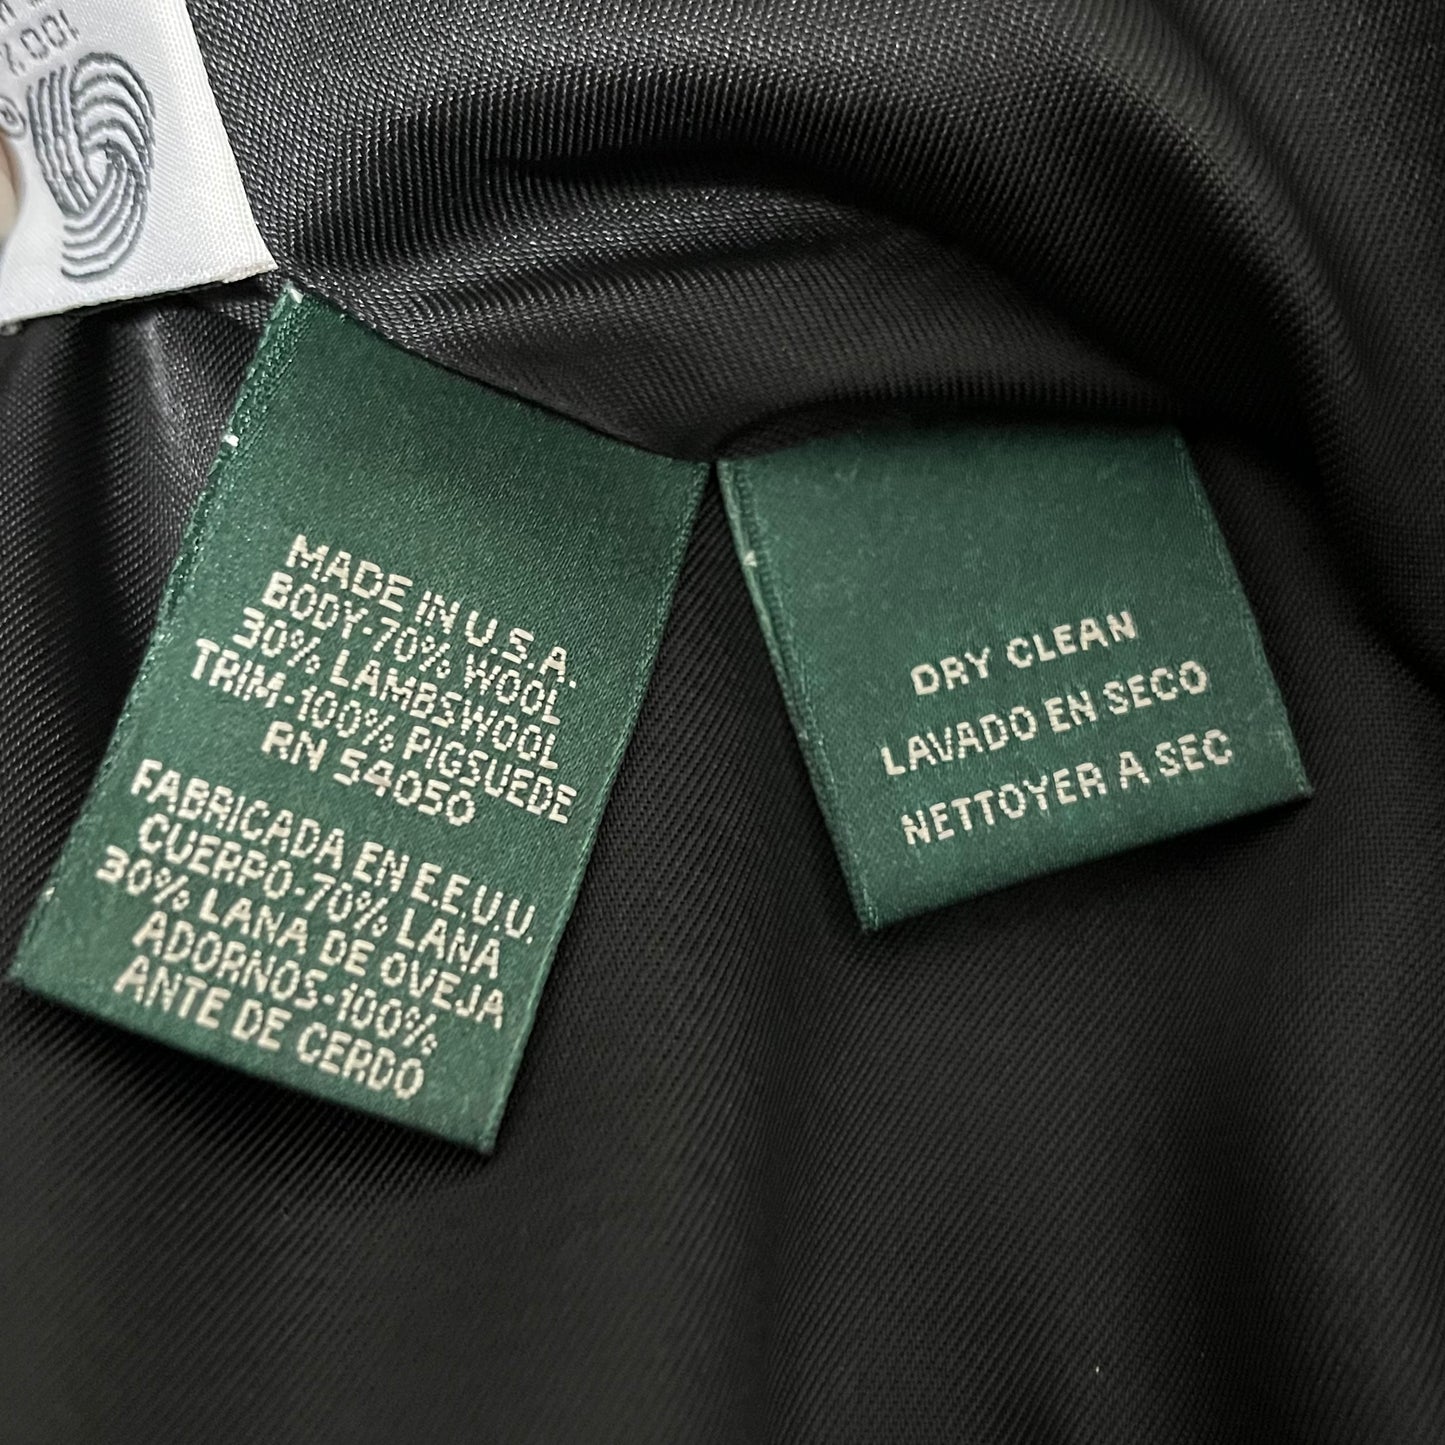 100%
®
MADE IN U.S.A.
BODY-70% WOOL
30% LAMBSWOOL
TRIM-100% PIGSUEDE
RN 54050
FABRICADA EN E.E.U.U.
CUERPO-70% LANA
30% LANA DE OVEJA
ADORNOS-100%
ANTE DE CERDO
DRY CLEAN
LAVADO EN SECO
NETTOYER A SEC